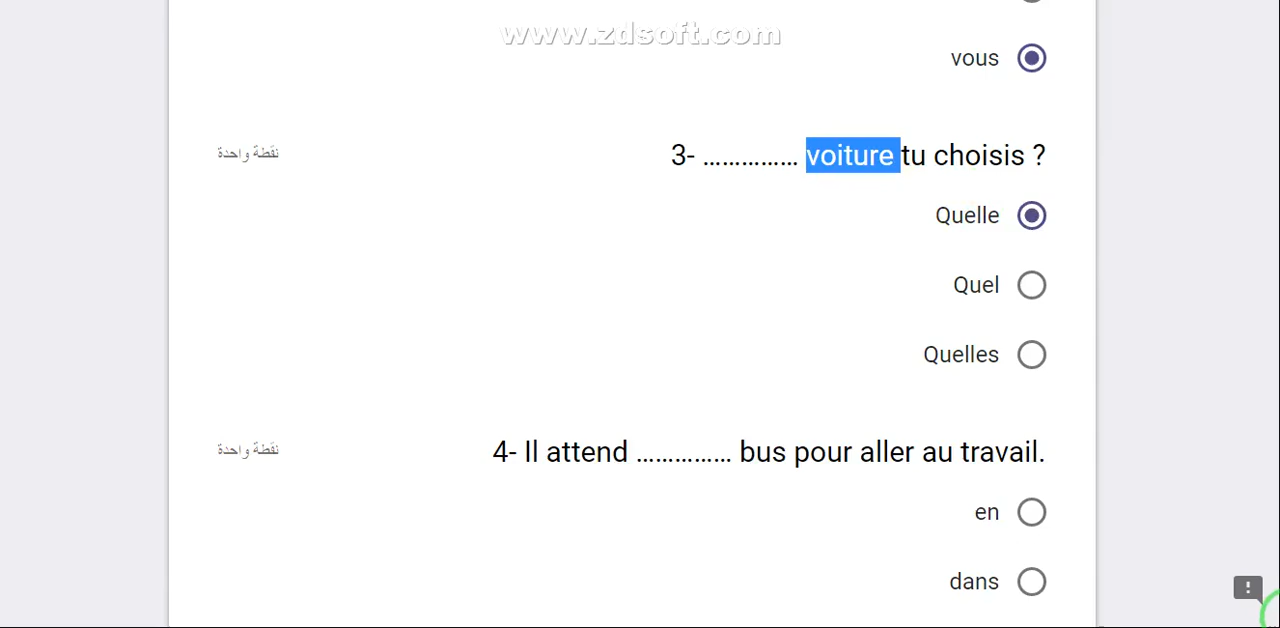 www.zdsoft.com
vous
3- ............... voiture tu choisis ?
نقطة واحدة
Quelle
Quel
Quelles
4- Il attend ............... bus pour aller au travail.
نقطة واحدة
en
dans